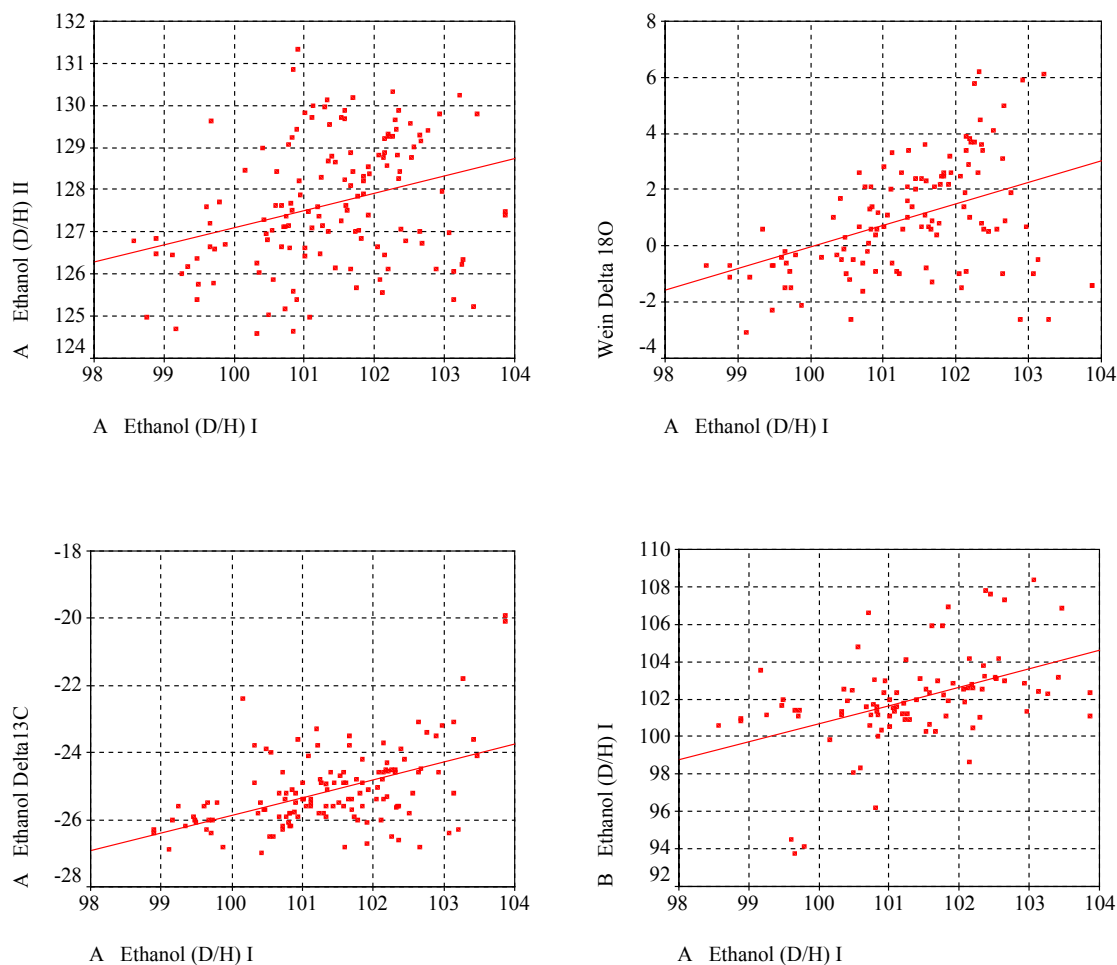 A Ethanol (D/H) II
132
131
130
129
128
127
126
125
124
98 99 100 101 102 103 104
A Ethanol (D/H) I
Wein Delta 18O
8
6
4
2
0
-2
-4
98 99 100 101 102 103 104
A Ethanol (D/H) I
A Ethanol Delta13C
-18
-20
-22
-24
-26
-28
98 99 100 101 102 103 104
A Ethanol (D/H) I
B Ethanol (D/H) I
110
108
106
104
102
100
98
96
94
92
98 99 100 101 102 103 104
A Ethanol (D/H) I